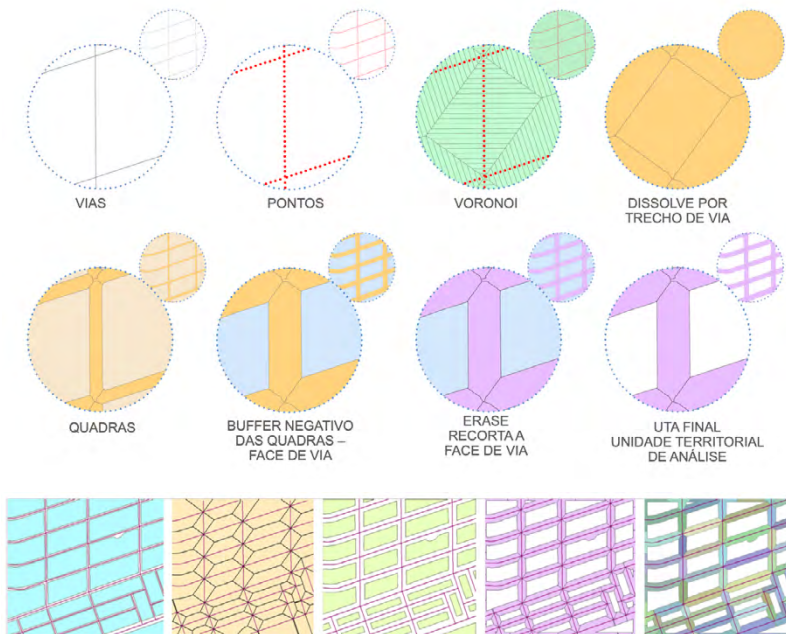 VIAS
PONTOS
VORONOI
DISSOLVE POR
TRECHO DE VIA
QUADRAS
BUFFER NEGATIVO
DAS QUADRAS –
FACE DE VIA
ERASE
RECORTA A
FACE DE VIA
UTA FINAL
UNIDADE TERRITORIAL
DE ANÁLISE